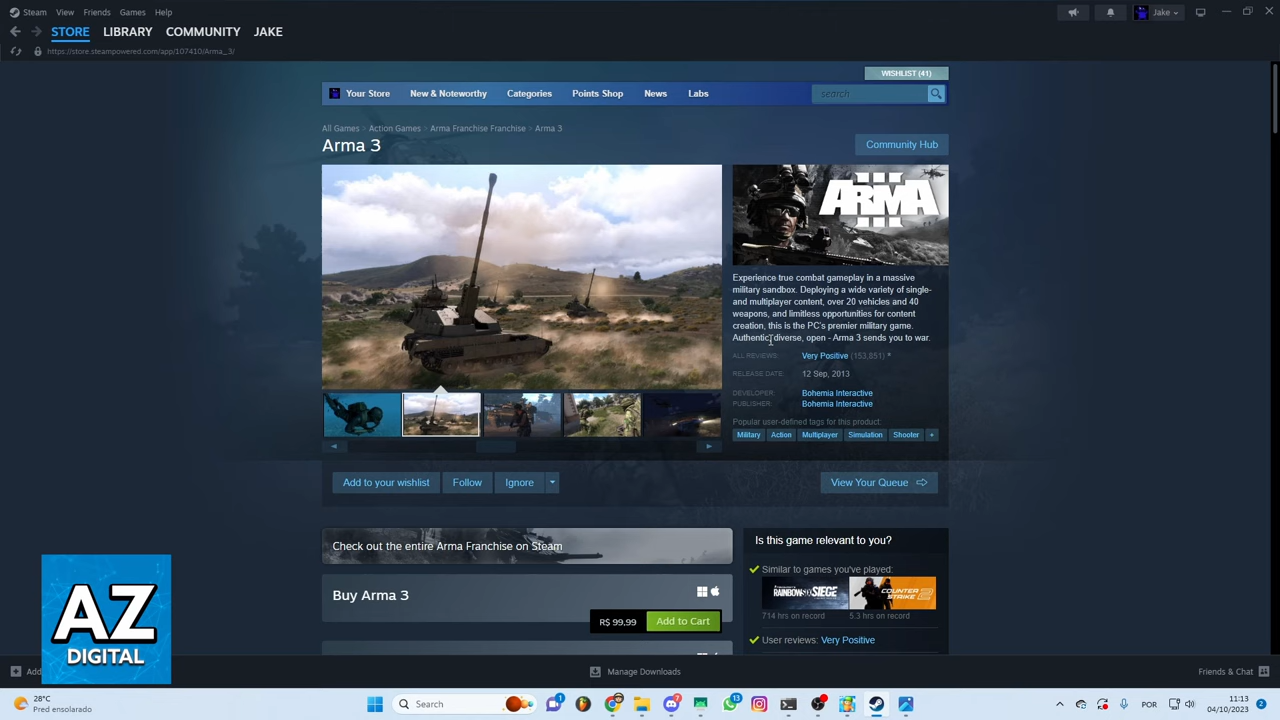 Steam View Friends Games Help Jake
STORE LIBRARY COMMUNITY JAKE
https://store.steampowered.com/app/107410/Arma_3/
WISHLIST (41)
Your Store New & Noteworthy Categories Points Shop News Labs search
All Games > Action Games > Arma Franchise Franchise > Arma 3
Arma 3
Community Hub
ARMA III
Experience true combat gameplay in a massive
military sandbox. Deploying a wide variety of single-
and multiplayer content, over 20 vehicles and 40
weapons, and limitless opportunities for content
creation, this is the PC's premier military game.
Authentic, diverse, open - Arma 3 sends you to war.
ALL REVIEWS: Very Positive (153,851) *
RELEASE DATE: 12 Sep, 2013
DEVELOPER: Bohemia Interactive
PUBLISHER: Bohemia Interactive
Popular user-defined tags for this product:
Military Action Multiplayer Simulation Shooter +
Add to your wishlist Follow Ignore View Your Queue
Check out the entire Arma Franchise on Steam
Is this game relevant to you?
Similar to games you've played:
RAINBOW SIX SIEGE COUNTER STRIKE 2
714 hrs on record 5.3 hrs on record
User reviews: Very Positive
Buy Arma 3
R$ 99,99 Add to Cart
AZ
DIGITAL
Add Manage Downloads Friends & Chat
28°C
Pred ensolarado
Search
1 7 13
POR
11:13
04/10/2023
2